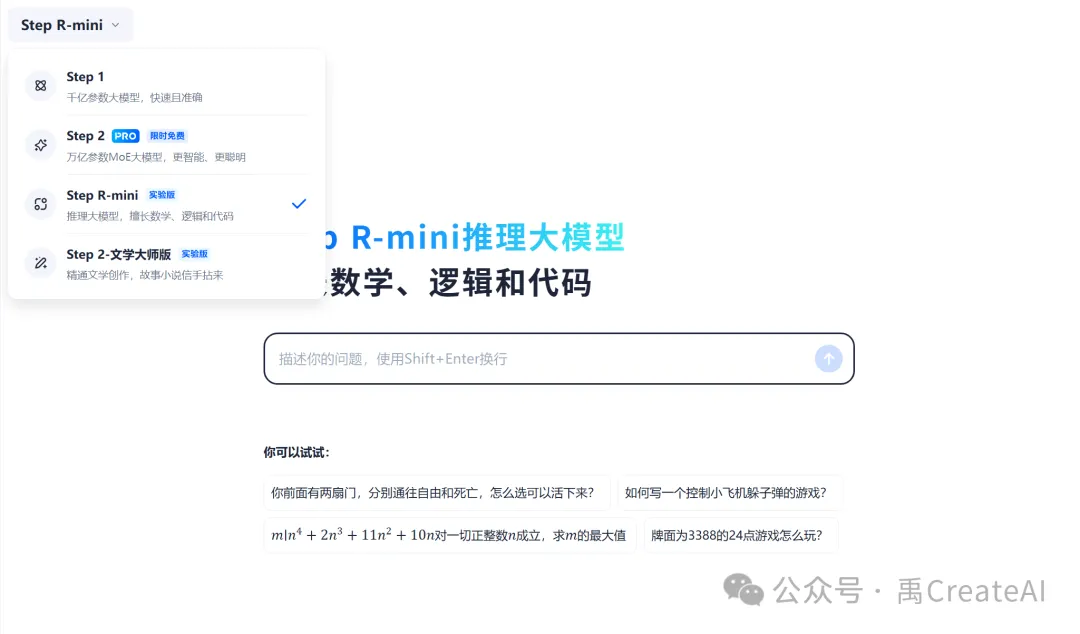 Step R-mini
Step 1
千亿参数大模型，快速且准确
Step 2 PRO 限时免费
万亿参数MoE大模型，更智能、更聪明
Step R-mini 实验版
推理大模型，擅长数学、逻辑和代码
Step 2-文学大师版 实验版
精通文学创作，故事小说信手拈来
p R-mini推理大模型
数学、逻辑和代码
描述你的问题，使用Shift+Enter换行
你可以试试：
你前面有两扇门，分别通往自由和死亡，怎么选可以活下来？ 如何写一个控制小飞机躲子弹的游戏？
m|n⁴ + 2n³ + 11n² + 10n对一切正整数n成立，求m的最大值 牌面为3388的24点游戏怎么玩？
公众号 · 禹CreateAI